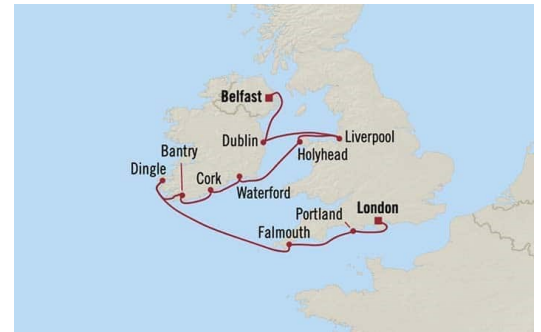 Belfast
Dublin
Liverpool
Holyhead
Bantry
Dingle
Cork
Waterford
Portland
London
Falmouth